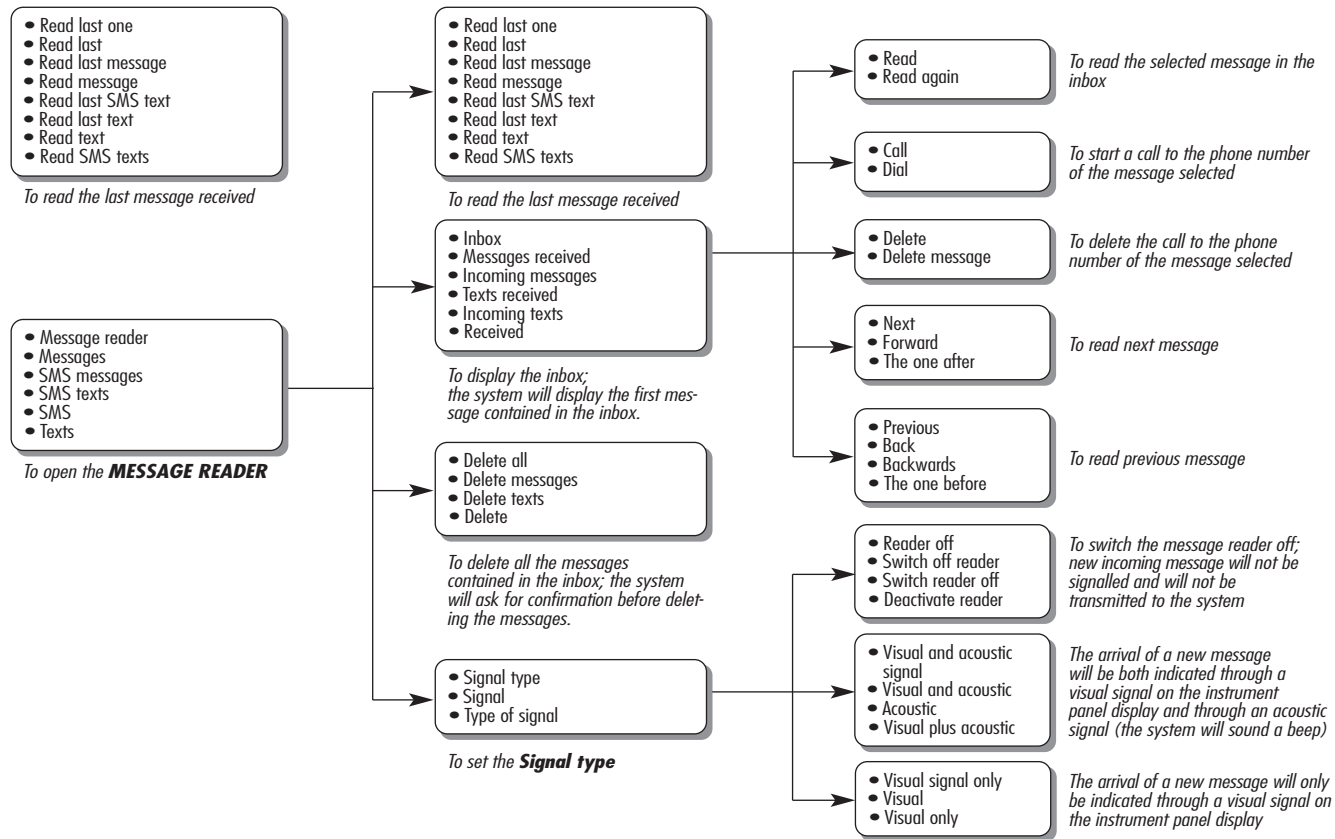 • Read last one
• Read last
• Read last message
• Read message
• Read last SMS text
• Read last text
• Read text
• Read SMS texts
To read the last message received
• Message reader
• Messages
• SMS messages
• SMS texts
• SMS
• Texts
To open the MESSAGE READER
• Read last one
• Read last
• Read last message
• Read message
• Read last SMS text
• Read last text
• Read text
• Read SMS texts
To read the last message received
• Inbox
• Messages received
• Incoming messages
• Texts received
• Incoming texts
• Received
To display the inbox;
the system will display the first mes-
sage contained in the inbox.
• Delete all
• Delete messages
• Delete texts
• Delete
To delete all the messages
contained in the inbox; the system
will ask for confirmation before delet-
ing the messages.
• Signal type
• Signal
• Type of signal
To set the Signal type
• Read
• Read again
To read the selected message in the
inbox
• Call
• Dial
To start a call to the phone number
of the message selected
• Delete
• Delete message
To delete the call to the phone
number of the message selected
• Next
• Forward
• The one after
To read next message
• Previous
• Back
• Backwards
• The one before
To read previous message
• Reader off
• Switch off reader
• Switch reader off
• Deactivate reader
To switch the message reader off;
new incoming message will not be
signalled and will not be
transmitted to the system
• Visual and acoustic
signal
• Visual and acoustic
• Acoustic
• Visual plus acoustic
The arrival of a new message
will be both indicated through a
visual signal on the instrument
panel display and through an acoustic
signal (the system will sound a beep)
• Visual signal only
• Visual
• Visual only
The arrival of a new message will only
be indicated through a visual signal on
the instrument panel display